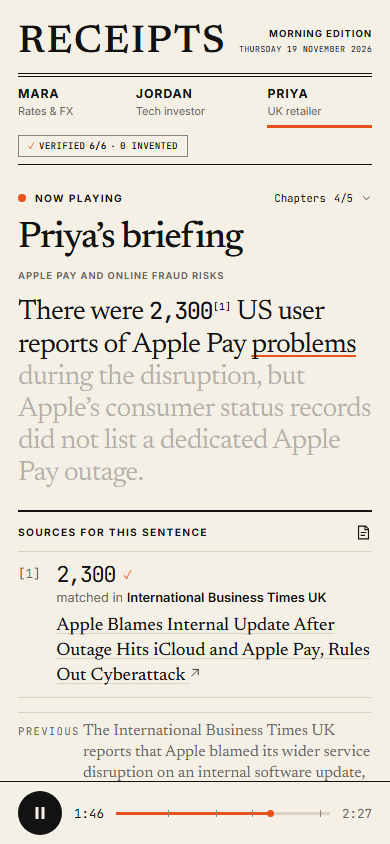 RECEIPTS
MORNING EDITION
THURSDAY 19 NOVEMBER 2026
MARA
Rates & FX
JORDAN
Tech investor
PRIYA
UK retailer
✓ VERIFIED 6/6 · 0 INVENTED
NOW PLAYING
Chapters 4/5
Priya’s briefing
APPLE PAY AND ONLINE FRAUD RISKS
There were 2,300[1] US user
reports of Apple Pay problems
during the disruption, but
Apple’s consumer status records
did not list a dedicated Apple
Pay outage.
SOURCES FOR THIS SENTENCE
[1] 2,300 ✓
matched in International Business Times UK
Apple Blames Internal Update After
Outage Hits iCloud and Apple Pay, Rules
Out Cyberattack ↗
PREVIOUS The International Business Times UK
reports that Apple blamed its wider service
disruption on an internal software update,
1:46
2:27